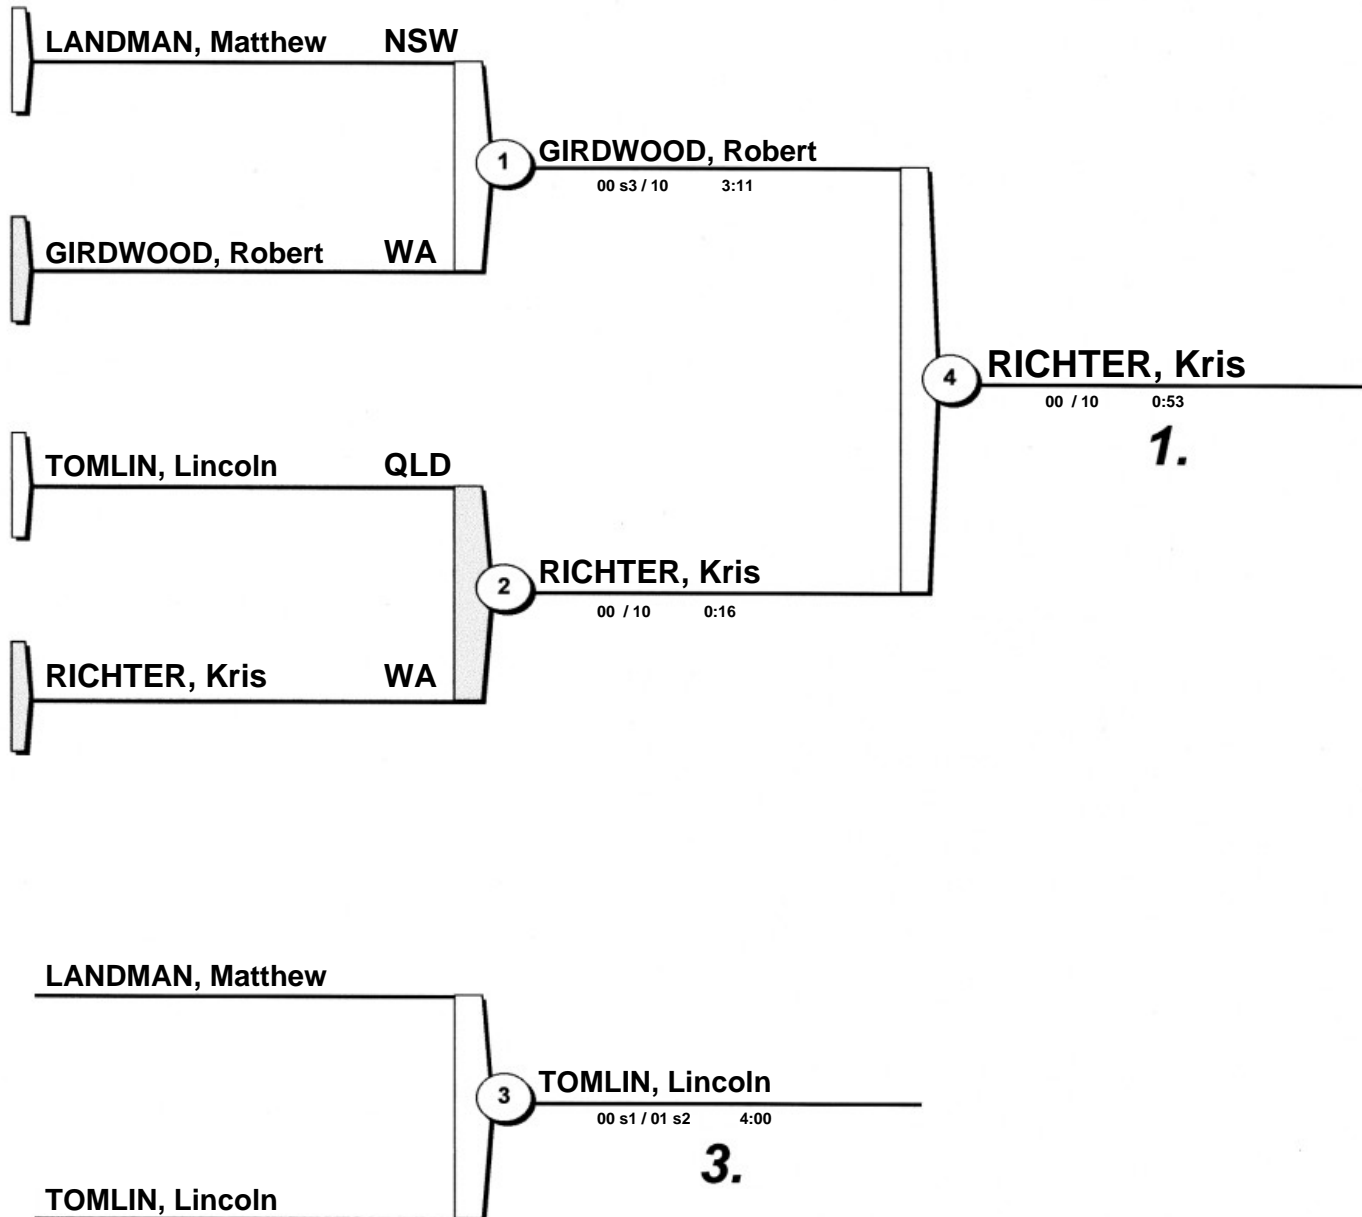 LANDMAN, Matthew NSW
1 GIRDWOOD, Robert
00 s3 / 10 3:11
GIRDWOOD, Robert WA
4 RICHTER, Kris
00 / 10 0:53
1.
TOMLIN, Lincoln QLD
2 RICHTER, Kris
00 / 10 0:16
RICHTER, Kris WA
LANDMAN, Matthew
3 TOMLIN, Lincoln
00 s1 / 01 s2 4:00
3.
TOMLIN, Lincoln